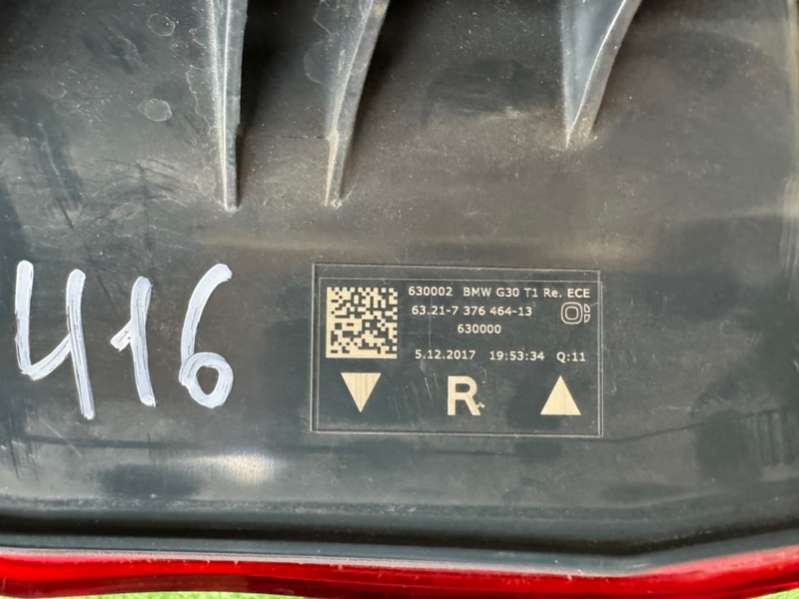 416
630002 BMW G30 T1 Re. ECE
63.21-7 376 464-13
630000
5.12.2017 19:53:34 Q:11
R